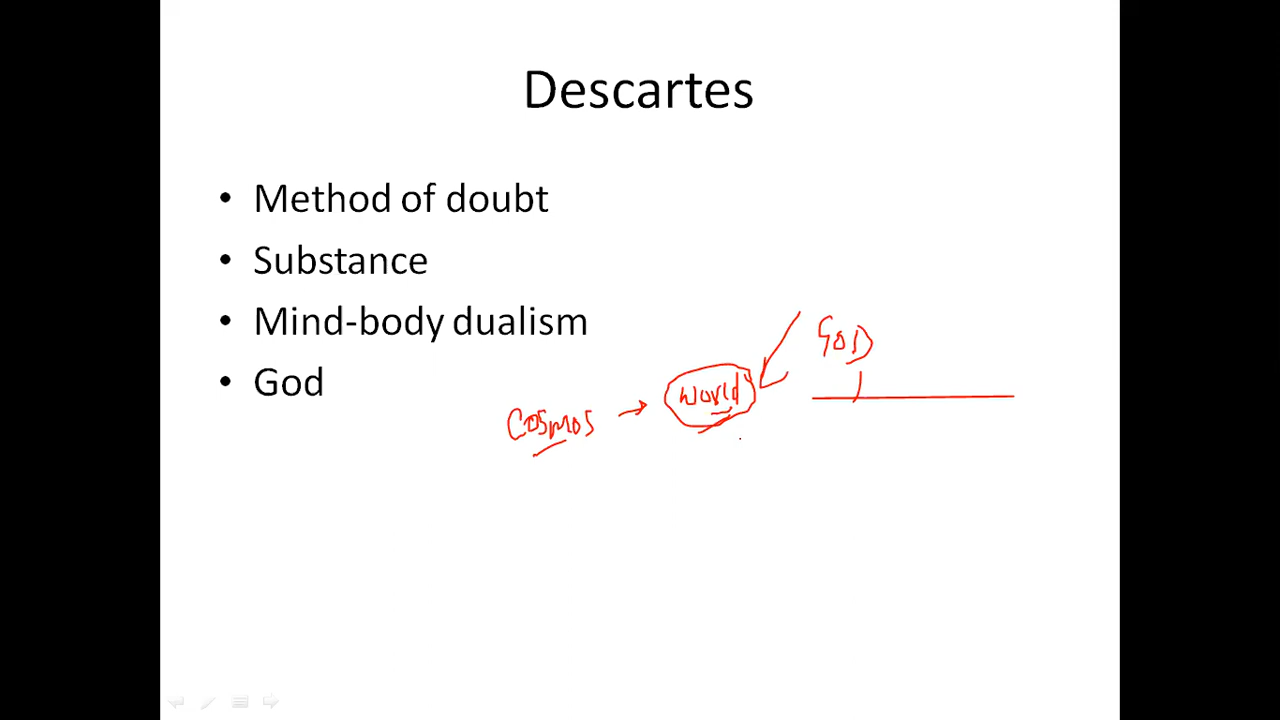 Descartes
• Method of doubt
• Substance
• Mind-body dualism
• God
GOD
World
Cosmos